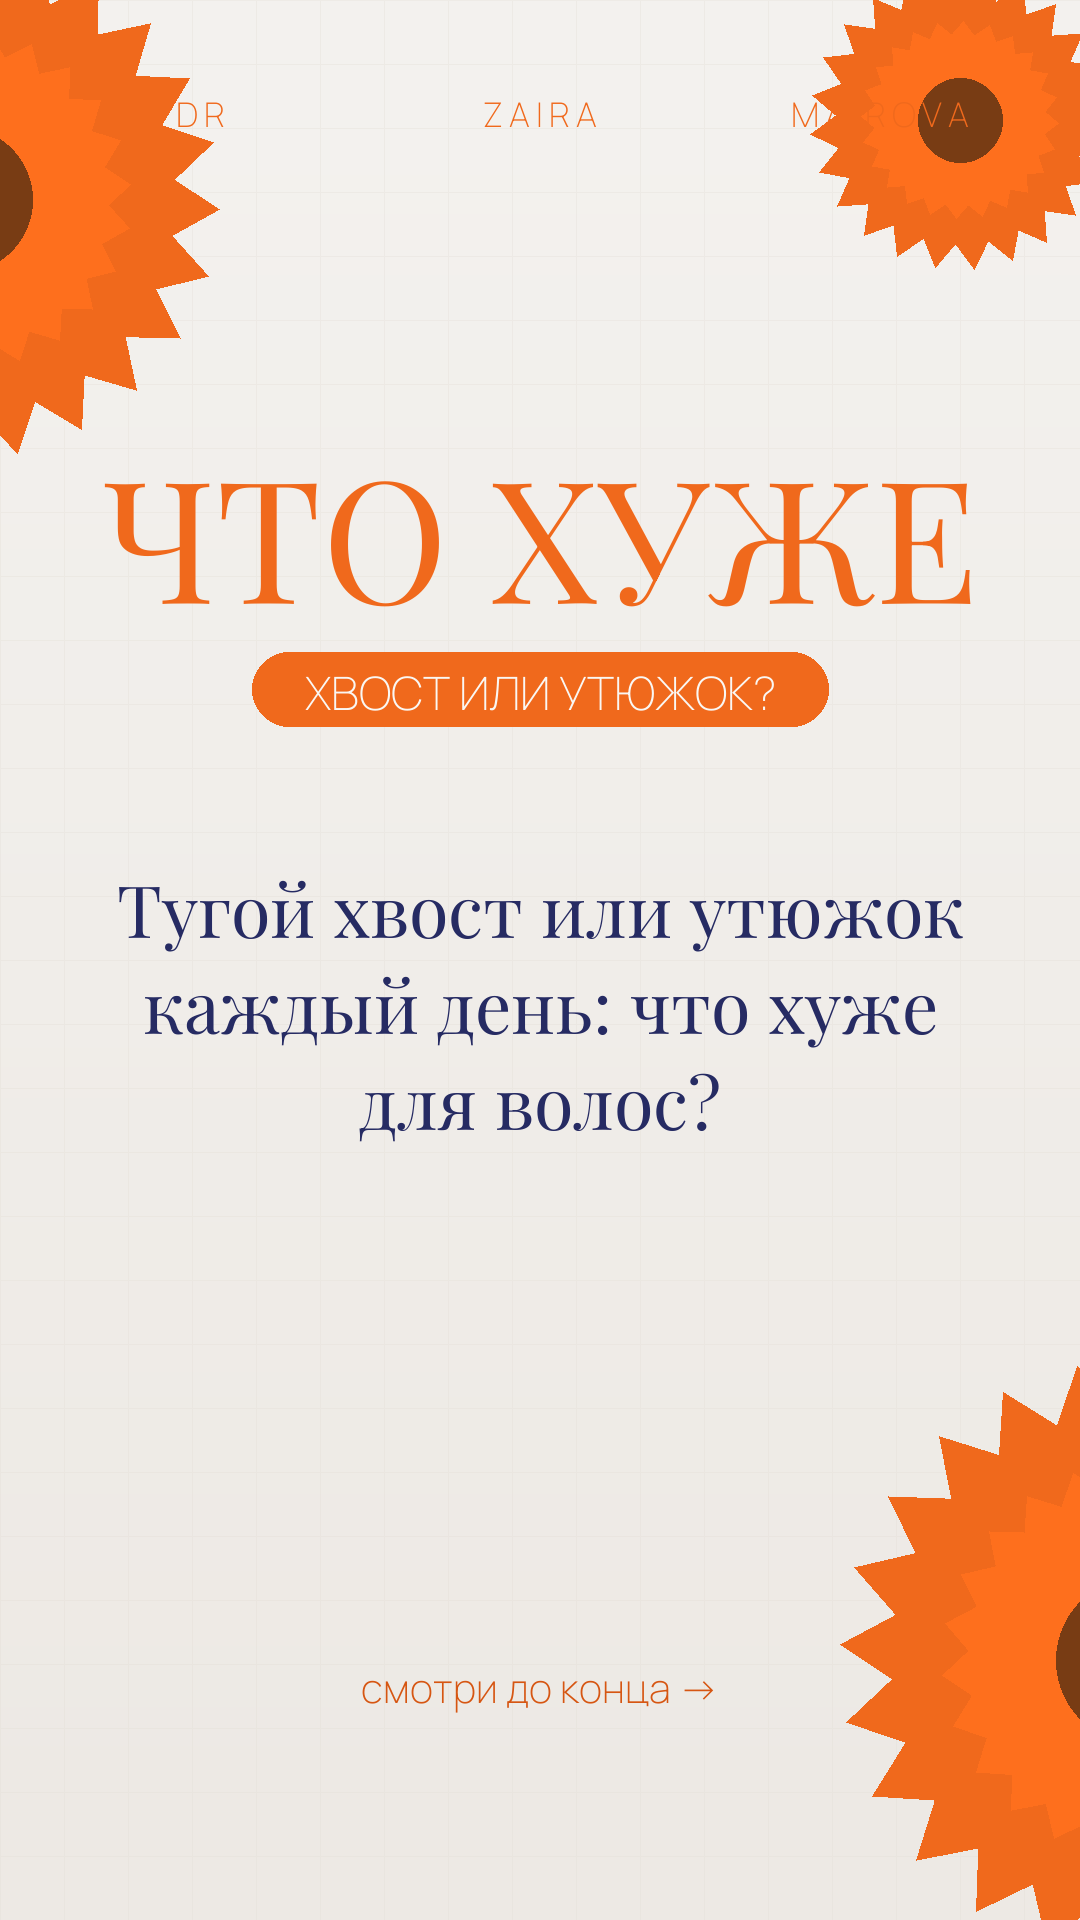 DR ZAIRA
ЧТО ХУЖЕ
ХВОСТ ИЛИ УТЮЖОК?
Тугой хвост или утюжок
каждый день: что хуже
для волос?
смотри до конца →